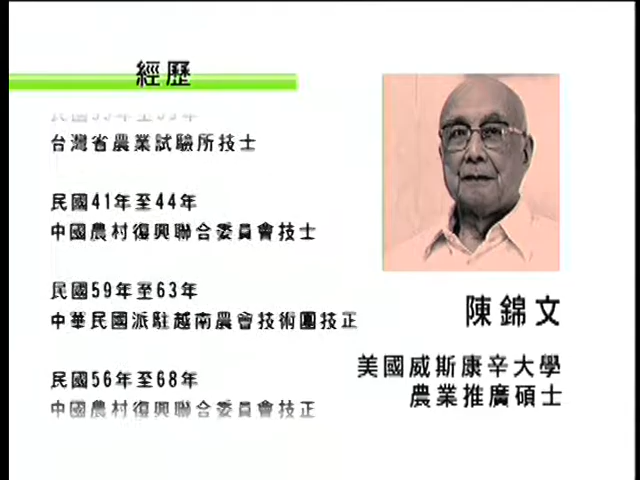 經歷
台灣省農業試驗所技士
民國41年至44年
中國農村復興聯合委員會技士
民國59年至63年
中華民國派駐越南農會技術團技正
民國56年至68年
中國農村復興聯合委員會技正
陳錦文
美國威斯康辛大學
農業推廣碩士